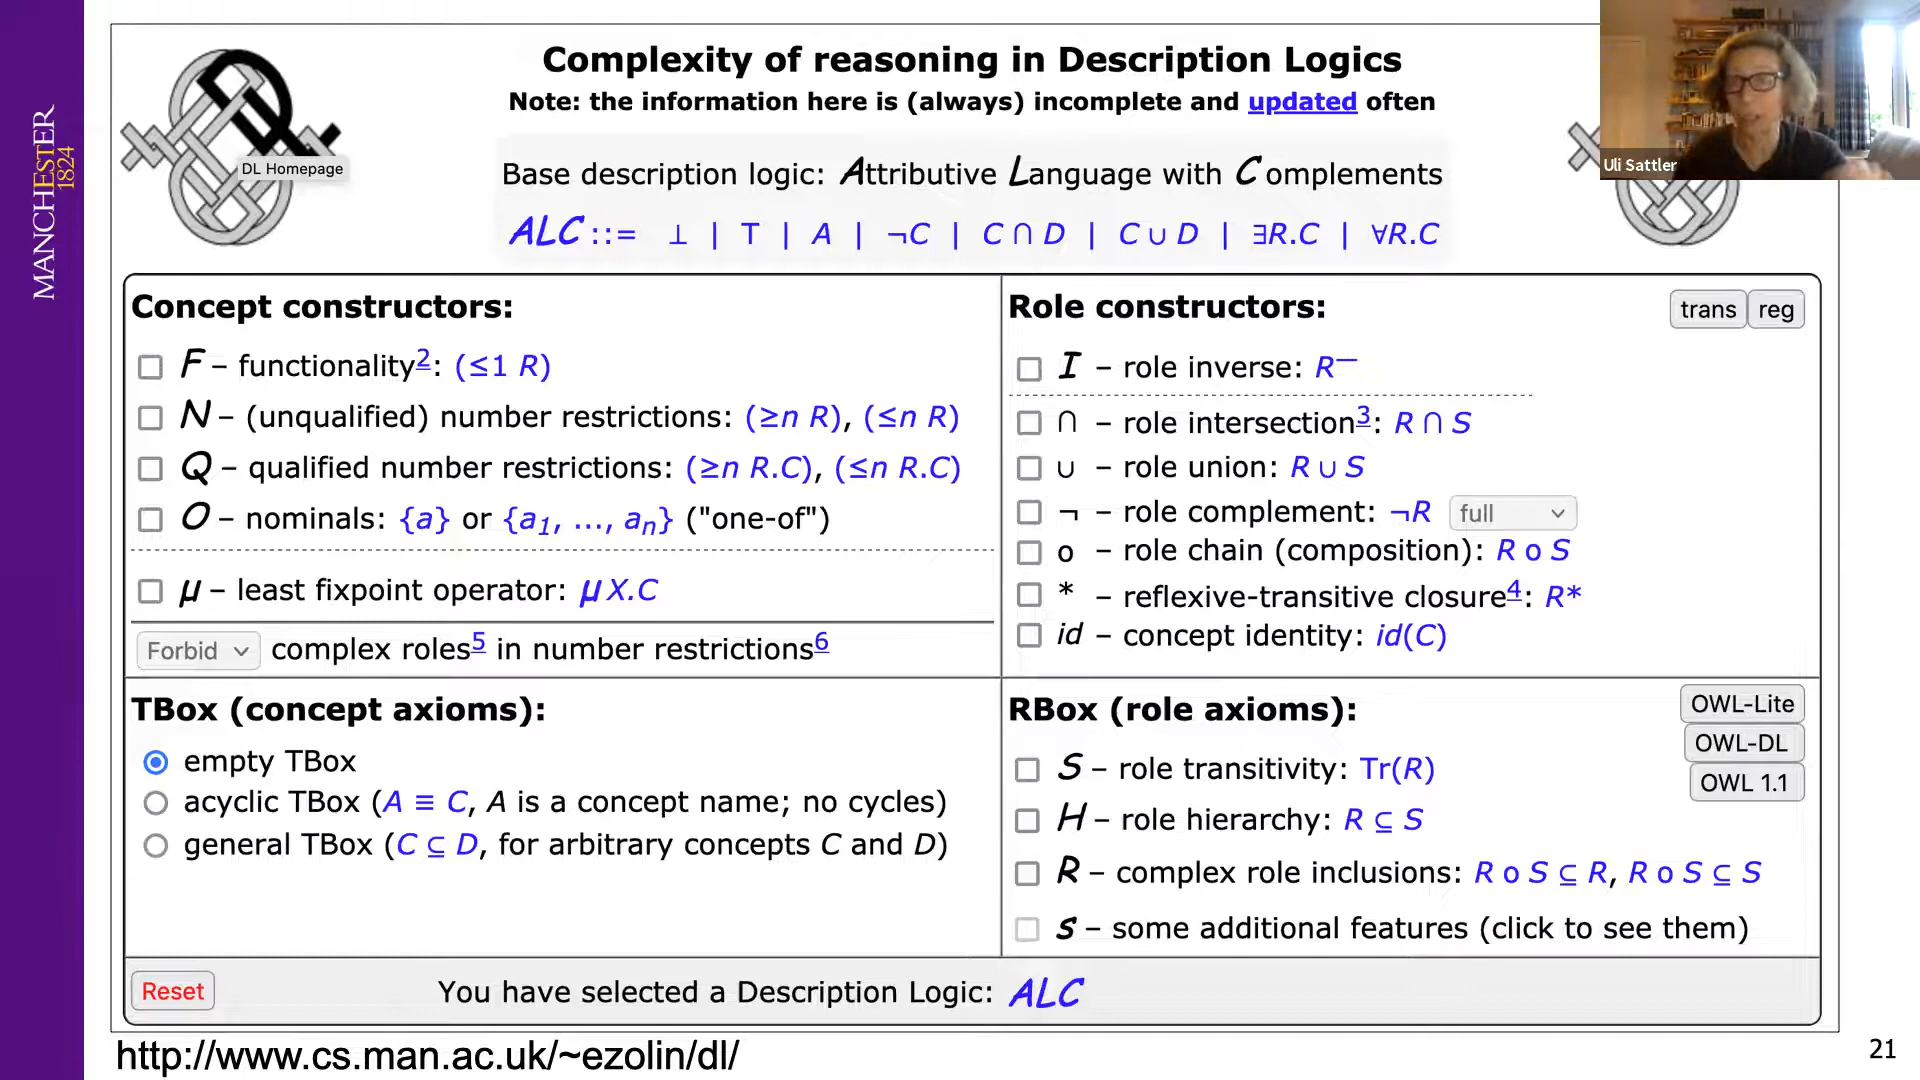 MANCHESTER
1824
Complexity of reasoning in Description Logics
Note: the information here is (always) incomplete and updated often
DL Homepage
Uli Sattler
Base description logic: Attributive Language with Complements
ALC ::= ⊥ | ⊤ | A | ¬C | C ∩ D | C ∪ D | ∃R.C | ∀R.C
Concept constructors:
F – functionality2: (≤1 R)
N – (unqualified) number restrictions: (≥n R), (≤n R)
Q – qualified number restrictions: (≥n R.C), (≤n R.C)
O – nominals: {a} or {a1, ..., an} ("one-of")
μ – least fixpoint operator: μX.C
Forbid complex roles5 in number restrictions6
Role constructors:
trans reg
I – role inverse: R—
∩ – role intersection3: R ∩ S
∪ – role union: R ∪ S
¬ – role complement: ¬R full
o – role chain (composition): R o S
* – reflexive-transitive closure4: R*
id – concept identity: id(C)
TBox (concept axioms):
empty TBox
acyclic TBox (A ≡ C, A is a concept name; no cycles)
general TBox (C ⊆ D, for arbitrary concepts C and D)
RBox (role axioms):
OWL-Lite
OWL-DL
OWL 1.1
S – role transitivity: Tr(R)
H – role hierarchy: R ⊆ S
R – complex role inclusions: R o S ⊆ R, R o S ⊆ S
s – some additional features (click to see them)
Reset
You have selected a Description Logic: ALC
http://www.cs.man.ac.uk/~ezolin/dl/
21